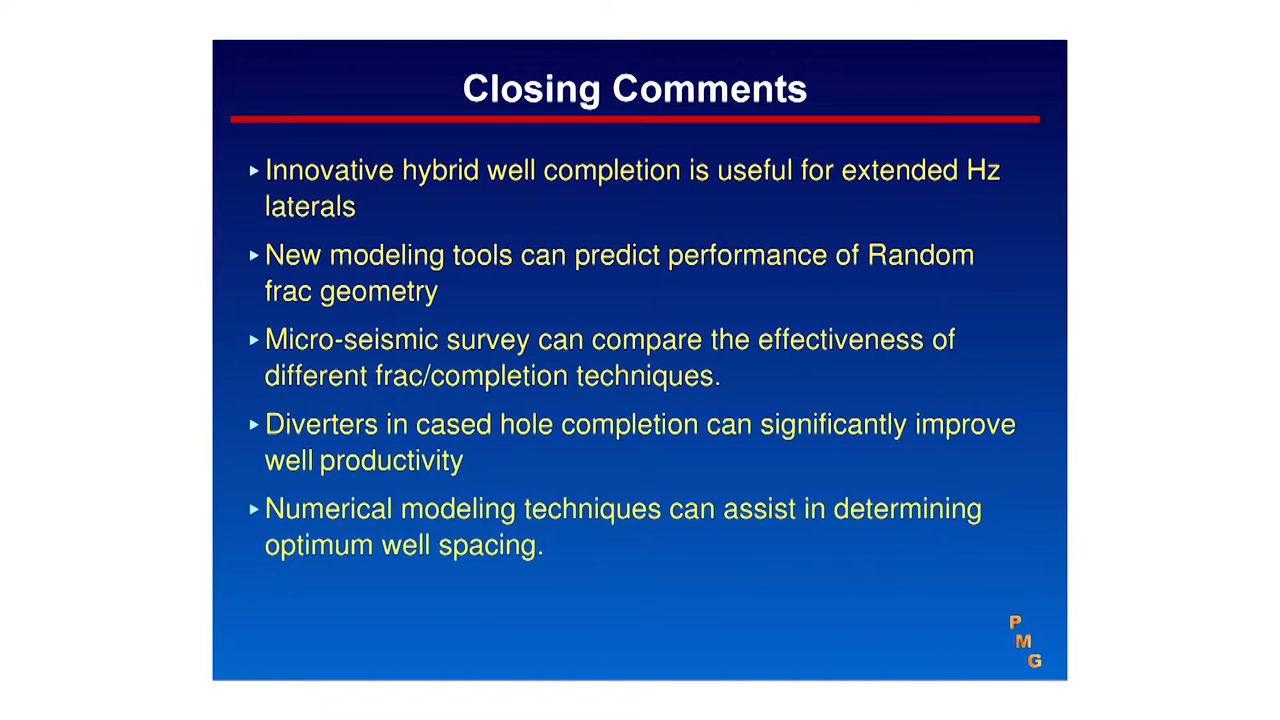 Closing Comments
Innovative hybrid well completion is useful for extended Hz
laterals
New modeling tools can predict performance of Random
frac geometry
Micro-seismic survey can compare the effectiveness of
different frac/completion techniques.
Diverters in cased hole completion can significantly improve
well productivity
Numerical modeling techniques can assist in determining
optimum well spacing.
P
M
G